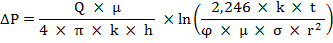 ΔP = (Q × μ) / (4 × π × k × h) × ln((2,246 × k × t) / (φ × μ × σ × r²))